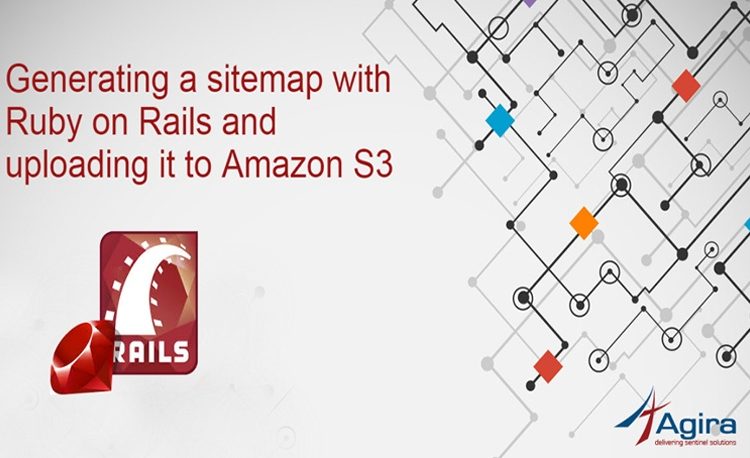 Generating a sitemap with
Ruby on Rails and
uploading it to Amazon S3
RAILS
Agira
delivering sentinel solutions